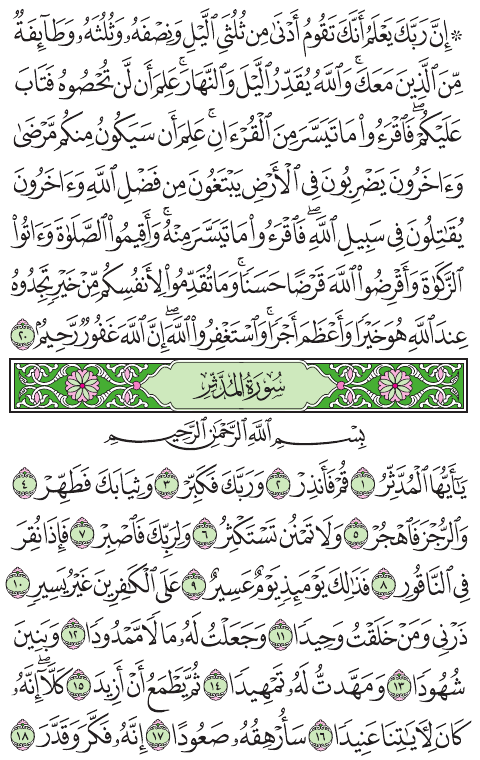 ۞ إِنَّ رَبَّكَ يَعْلَمُ أَنَّكَ تَقُومُ أَدْنَىٰ مِن ثُلُثَيِ ٱلَّيْلِ وَنِصْفَهُۥ وَثُلُثَهُۥ وَطَآئِفَةٌ
مِّنَ ٱلَّذِينَ مَعَكَۚ وَٱللَّهُ يُقَدِّرُ ٱلَّيْلَ وَٱلنَّهَارَۚ عَلِمَ أَن لَّن تُحْصُوهُ فَتَابَ
عَلَيْكُمْۖ فَٱقْرَءُوا۟ مَا تَيَسَّرَ مِنَ ٱلْقُرْءَانِۚ عَلِمَ أَن سَيَكُونُ مِنكُم مَّرْضَىٰ
وَءَاخَرُونَ يَضْرِبُونَ فِى ٱلْأَرْضِ يَبْتَغُونَ مِن فَضْلِ ٱللَّهِ وَءَاخَرُونَ
يُقَٰتِلُونَ فِى سَبِيلِ ٱللَّهِۖ فَٱقْرَءُوا۟ مَا تَيَسَّرَ مِنْهُۚ وَأَقِيمُوا۟ ٱلصَّلَوٰةَ وَءَاتُوا۟
ٱلزَّكَوٰةَ وَأَقْرِضُوا۟ ٱللَّهَ قَرْضًا حَسَنًاۚ وَمَا تُقَدِّمُوا۟ لِأَنفُسِكُم مِّنْ خَيْرٍ تَجِدُوهُ
عِندَ ٱللَّهِ هُوَ خَيْرًا وَأَعْظَمَ أَجْرًاۚ وَٱسْتَغْفِرُوا۟ ٱللَّهَۖ إِنَّ ٱللَّهَ غَفُورٌ رَّحِيمٌۢ ٢٠
سُورَةُ المُدَّثِّرِ
بِسْمِ ٱللَّهِ ٱلرَّحْمَٰنِ ٱلرَّحِيمِ
يَٰٓأَيُّهَا ٱلْمُدَّثِّرُ ١ قُمْ فَأَنذِرْ ٢ وَرَبَّكَ فَكَبِّرْ ٣ وَثِيَابَكَ فَطَهِّرْ ٤
وَٱلرُّجْزَ فَٱهْجُرْ ٥ وَلَا تَمْنُن تَسْتَكْثِرُ ٦ وَلِرَبِّكَ فَٱصْبِرْ ٧ فَإِذَا نُقِرَ
فِى ٱلنَّاقُورِ ٨ فَذَٰلِكَ يَوْمَئِذٍ يَوْمٌ عَسِيرٌ ٩ عَلَى ٱلْكَٰفِرِينَ غَيْرُ يَسِيرٍ ١٠
ذَرْنِى وَمَنْ خَلَقْتُ وَحِيدًا ١١ وَجَعَلْتُ لَهُۥ مَالًا مَّمْدُودًا ١٢ وَبَنِينَ
شُهُودًا ١٣ وَمَهَّدتُّ لَهُۥ تَمْهِيدًا ١٤ ثُمَّ يَطْمَعُ أَنْ أَزِيدَ ١٥ كَلَّآۖ إِنَّهُۥ
كَانَ لِءَايَٰتِنَا عَنِيدًا ١٦ سَأُرْهِقُهُۥ صَعُودًا ١٧ إِنَّهُۥ فَكَّرَ وَقَدَّرَ ١٨